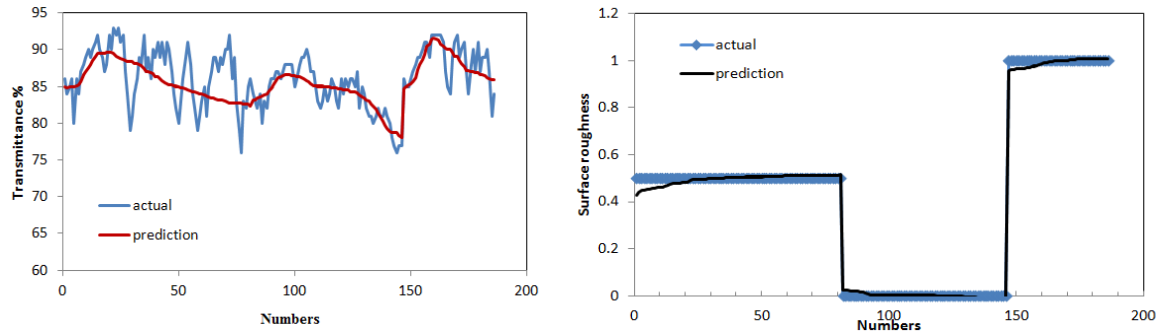 95
90
85
80
75
70
65
60
Transmittance%
actual
prediction
0 50 100 150 200
Numbers
1.2
1
0.8
0.6
0.4
0.2
0
Surface roughness
actual
prediction
0 50 100 150 200
Numbers